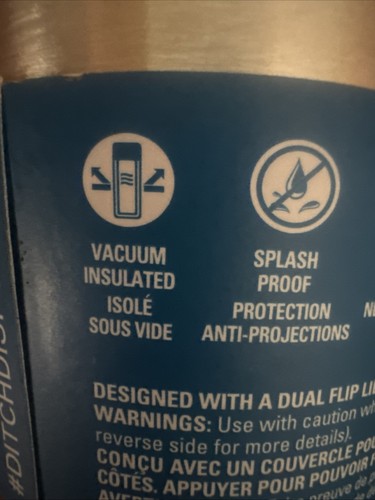 VACUUM
INSULATED
ISOLÉ
SOUS VIDE
SPLASH
PROOF
PROTECTION
ANTI-PROJECTIONS
DESIGNED WITH A DUAL FLIP
WARNINGS: Use with caution
reverse side for more details).
CONÇU AVEC UN COUVERCLE
CÔTÉS. APPUYER POUR POUVOIR